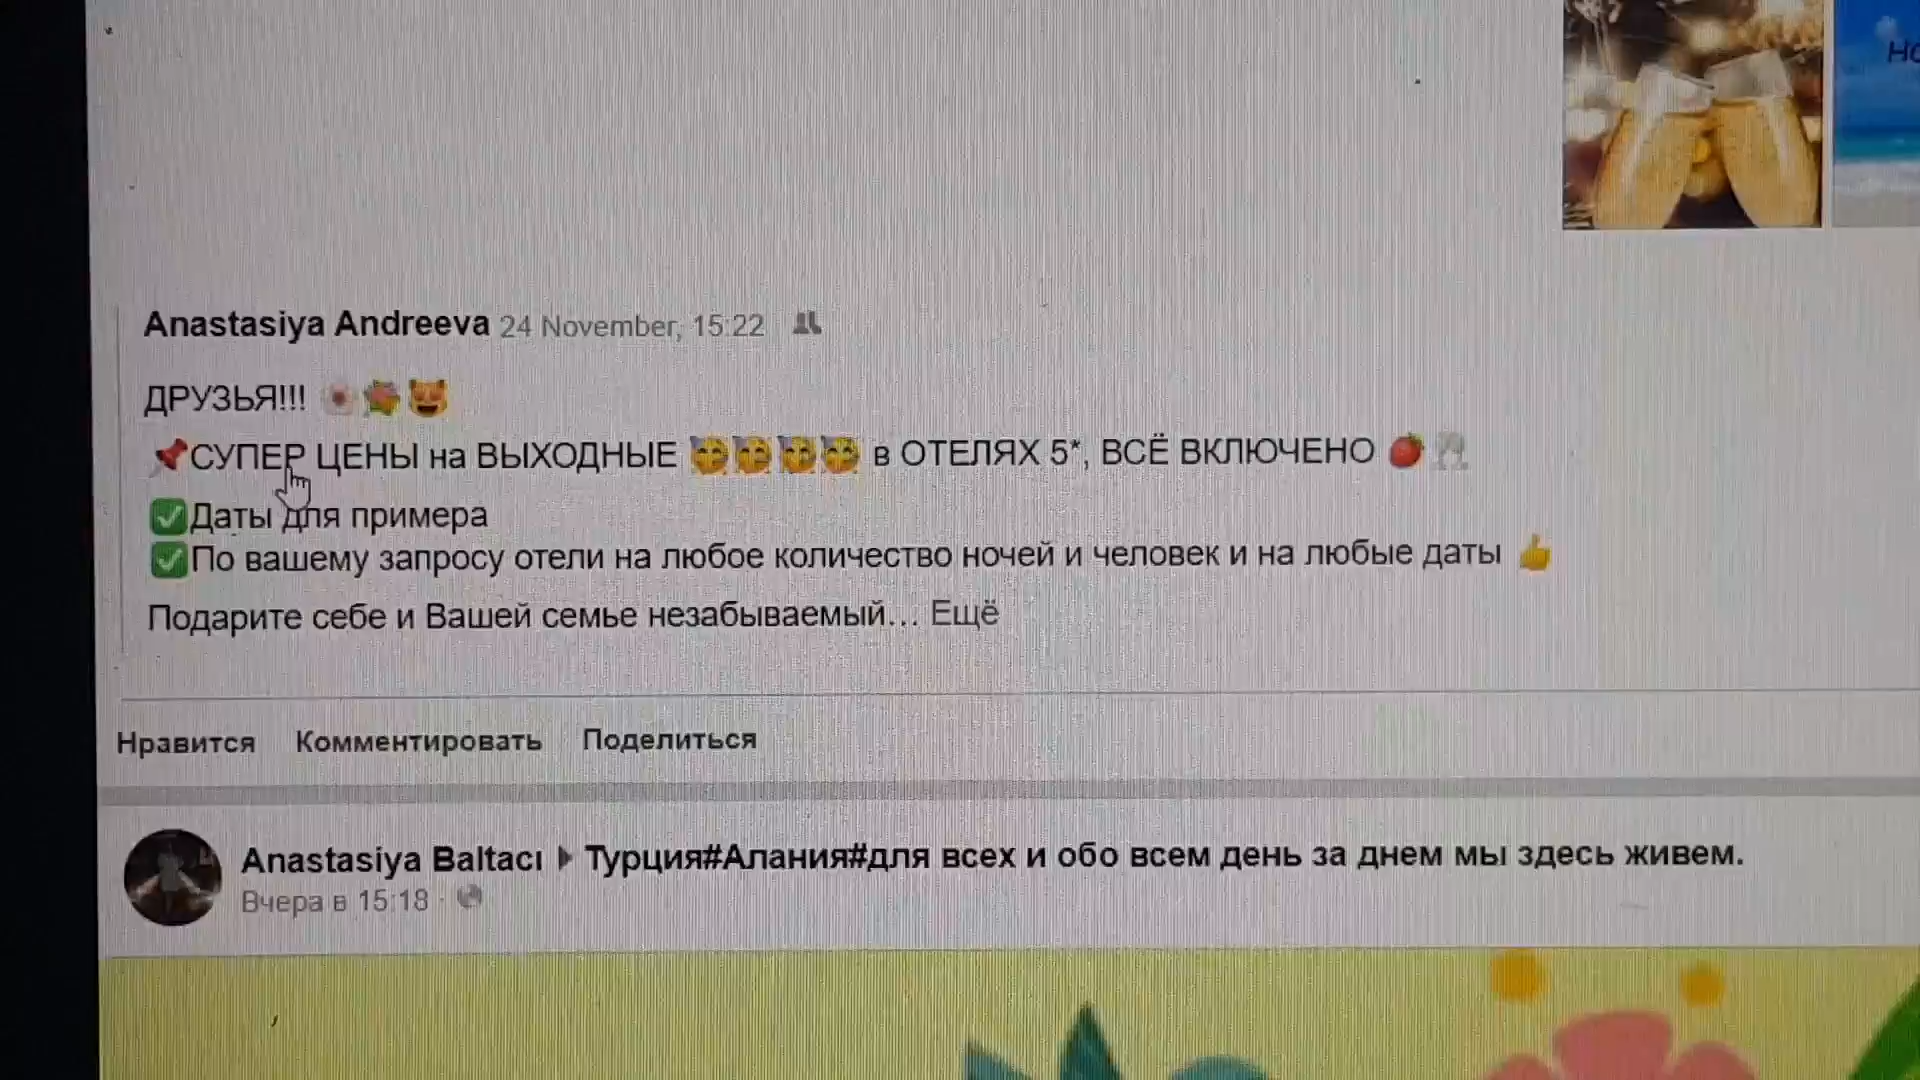 Но
Anastasiya Andreeva 24 November, 15:22
ДРУЗЬЯ!!! 🌸💐😻
📌СУПЕР ЦЕНЫ на ВЫХОДНЫЕ 🥳🥳🥳🥳 в ОТЕЛЯХ 5*, ВСЁ ВКЛЮЧЕНО 🍅🥂
✅Даты для примера
✅По вашему запросу отели на любое количество ночей и человек и на любые даты 👍
Подарите себе и Вашей семье незабываемый... Ещё
Нравится Комментировать Поделиться
Anastasiya Baltacı ▸ Турция#Алания#для всех и обо всем день за днем мы здесь живем.
Вчера в 15:18 ·